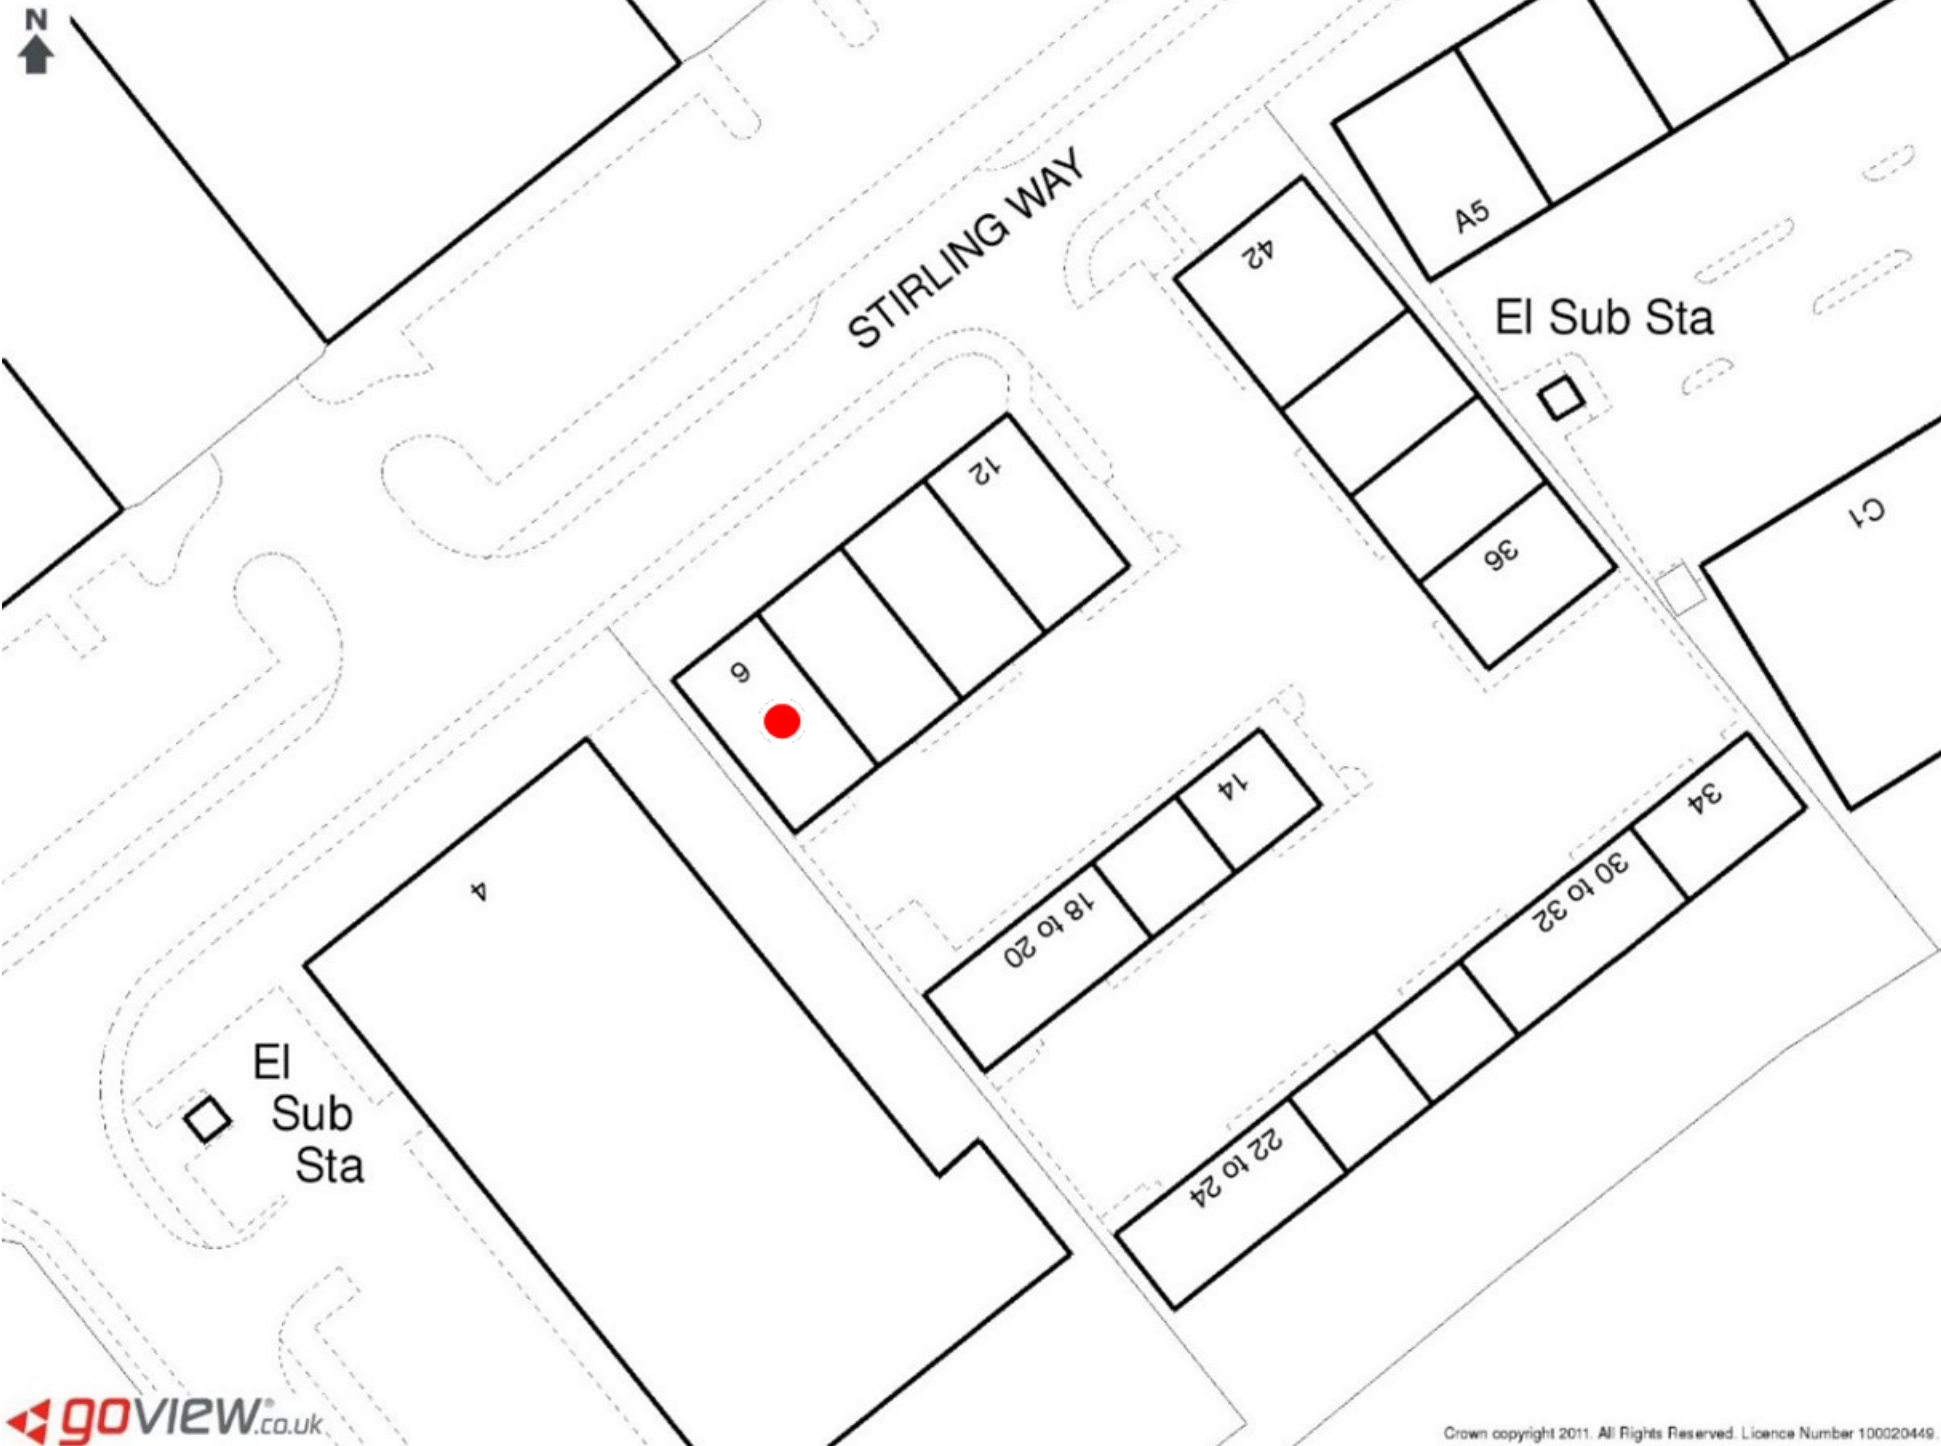 N
STIRLING WAY
42
A5
El Sub Sta
12
36
C1
6
14
34
4
18 to 20
30 to 32
El
Sub
Sta
22 to 24
goview.co.uk
Crown copyright 2011. All Rights Reserved. Licence Number 100020449.